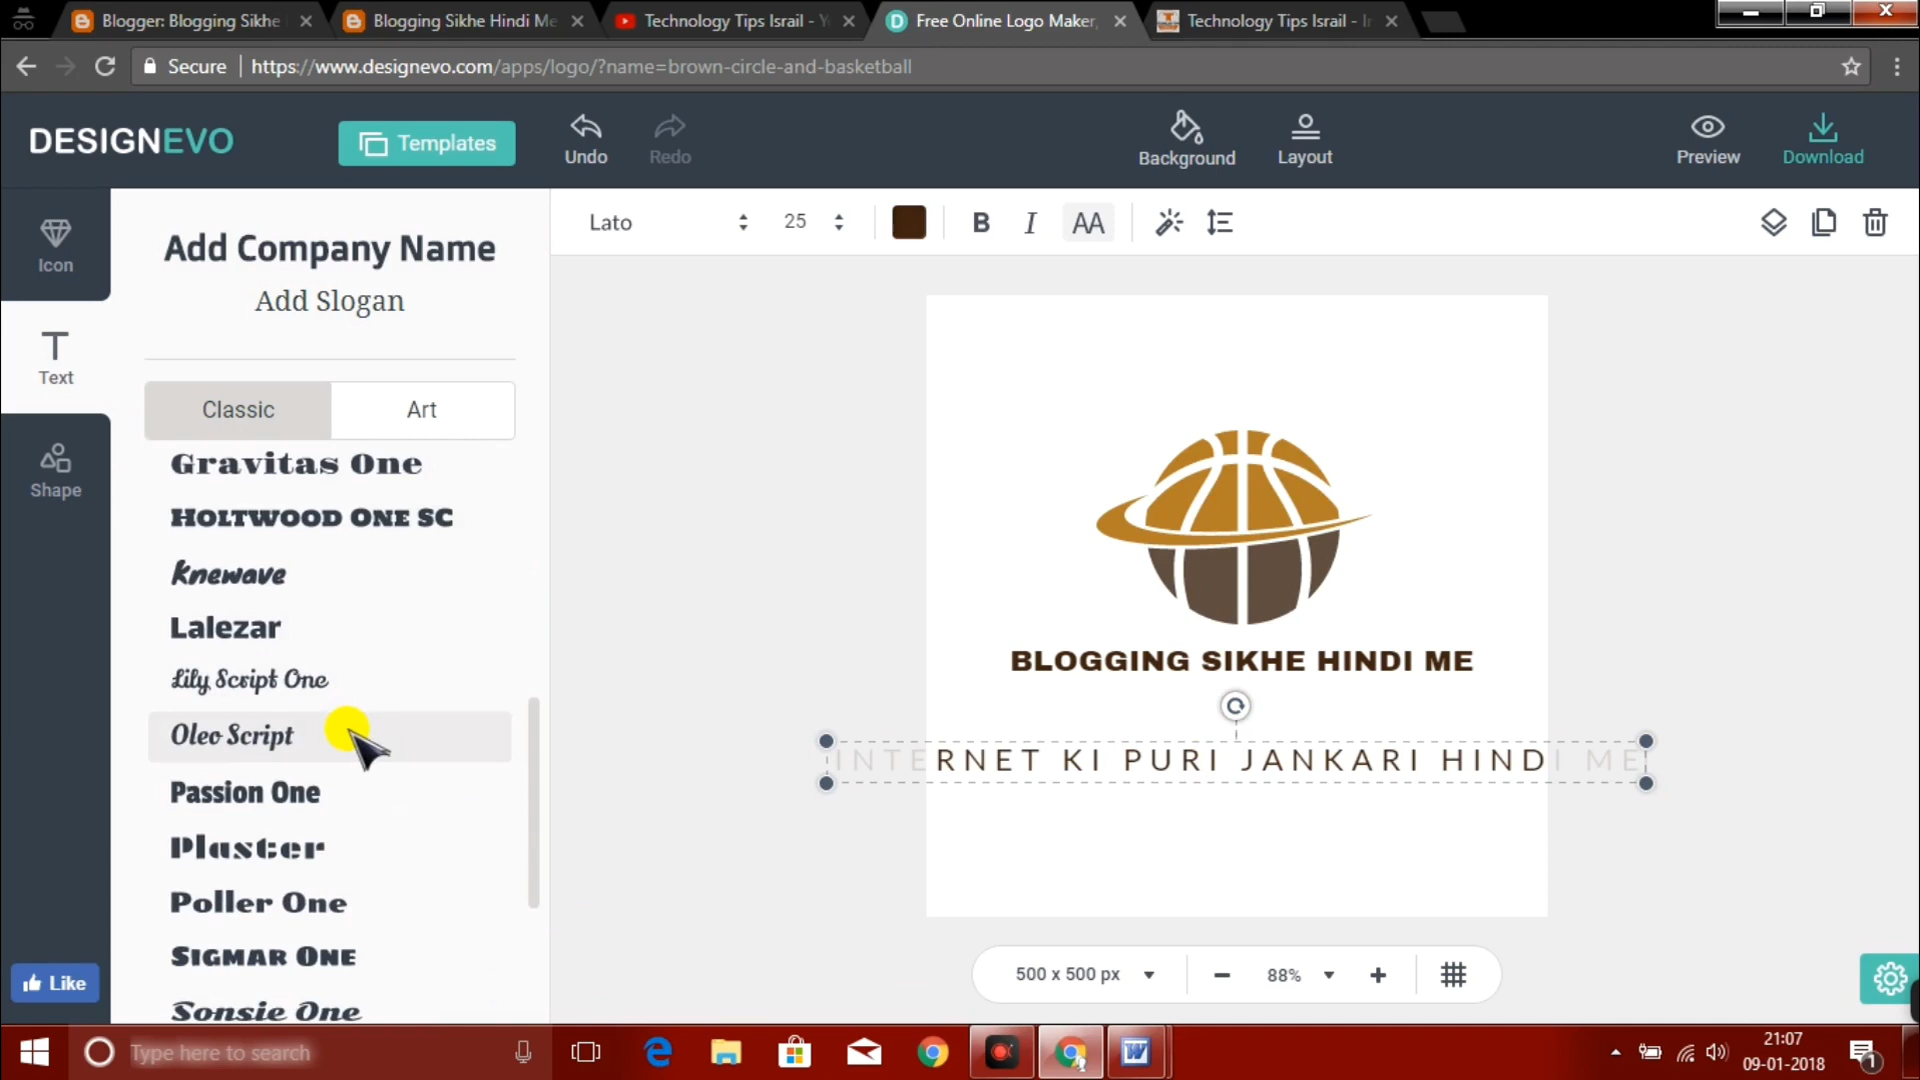 Blogger: Blogging Sikhe
Blogging Sikhe Hindi Me
Technology Tips Israil - Y
Free Online Logo Maker,
Technology Tips Israil - I
Secure
https://www.designevo.com/apps/logo/?name=brown-circle-and-basketball
DESIGNEVO
Templates
Undo
Redo
Background
Layout
Preview
Download
Icon
Text
Shape
Add Company Name
Add Slogan
Classic
Art
Gravitas One
Holtwood One SC
Knewave
Lalezar
Lily Script One
Oleo Script
Passion One
Plaster
Poller One
Sigmar One
Sonsie One
Like
Lato
25
B
I
AA
BLOGGING SIKHE HINDI ME
INTERNET KI PURI JANKARI HINDI ME
500 x 500 px
88%
Type here to search
21:07
09-01-2018
1